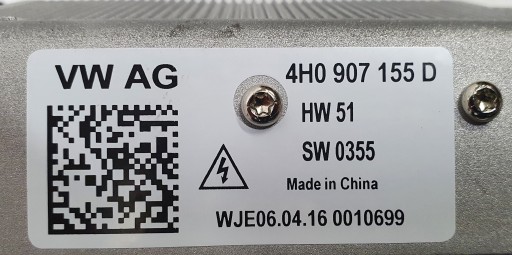 VW AG
4H0 907 155 D
HW 51
SW 0355
Made in China
WJE06.04.16 0010699